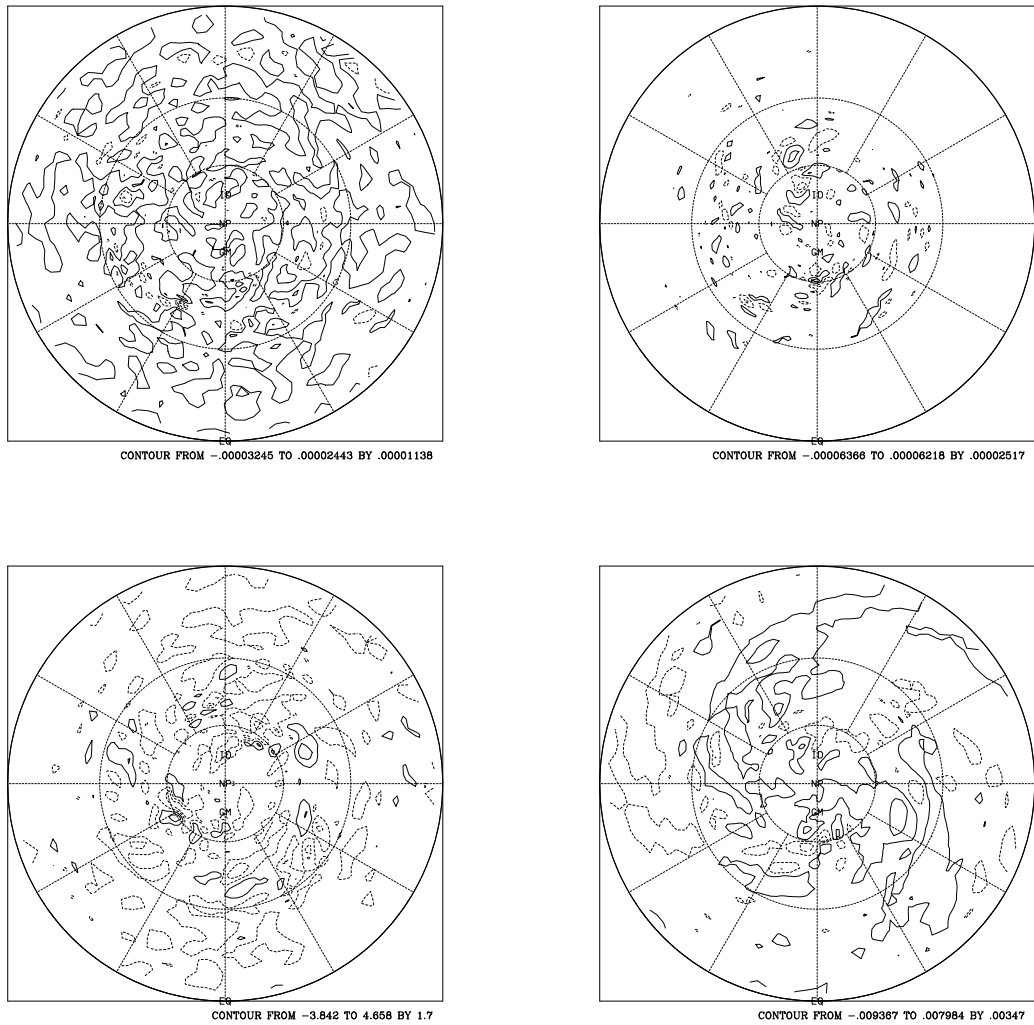 ID
NP
GM
EQ
CONTOUR FROM -.00003245 TO .00002443 BY .00001138
ID
NP
GM
CONTOUR FROM -.00006366 TO .00006218 BY .00002517
ID
NP
GM
EQ
CONTOUR FROM -3.842 TO 4.658 BY 1.7
ID
NP
GM
EQ
CONTOUR FROM -.009367 TO .007984 BY .00347